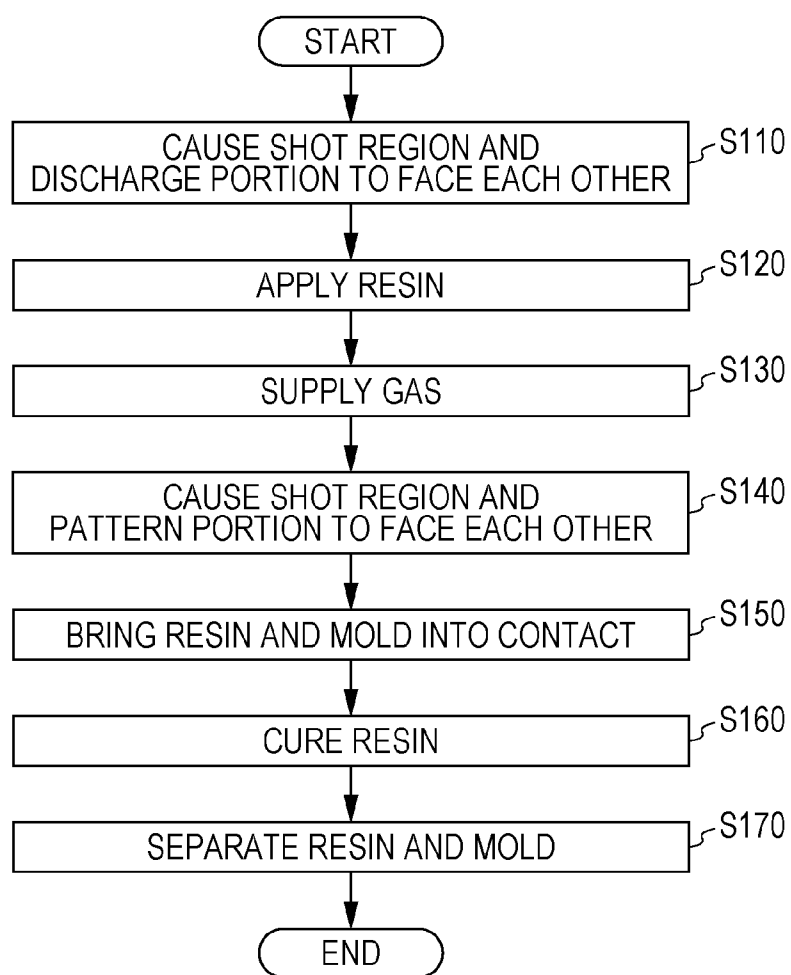 START
CAUSE SHOT REGION AND
DISCHARGE PORTION TO FACE EACH OTHER
S110
APPLY RESIN
S120
SUPPLY GAS
S130
CAUSE SHOT REGION AND
PATTERN PORTION TO FACE EACH OTHER
S140
BRING RESIN AND MOLD INTO CONTACT
S150
CURE RESIN
S160
SEPARATE RESIN AND MOLD
S170
END